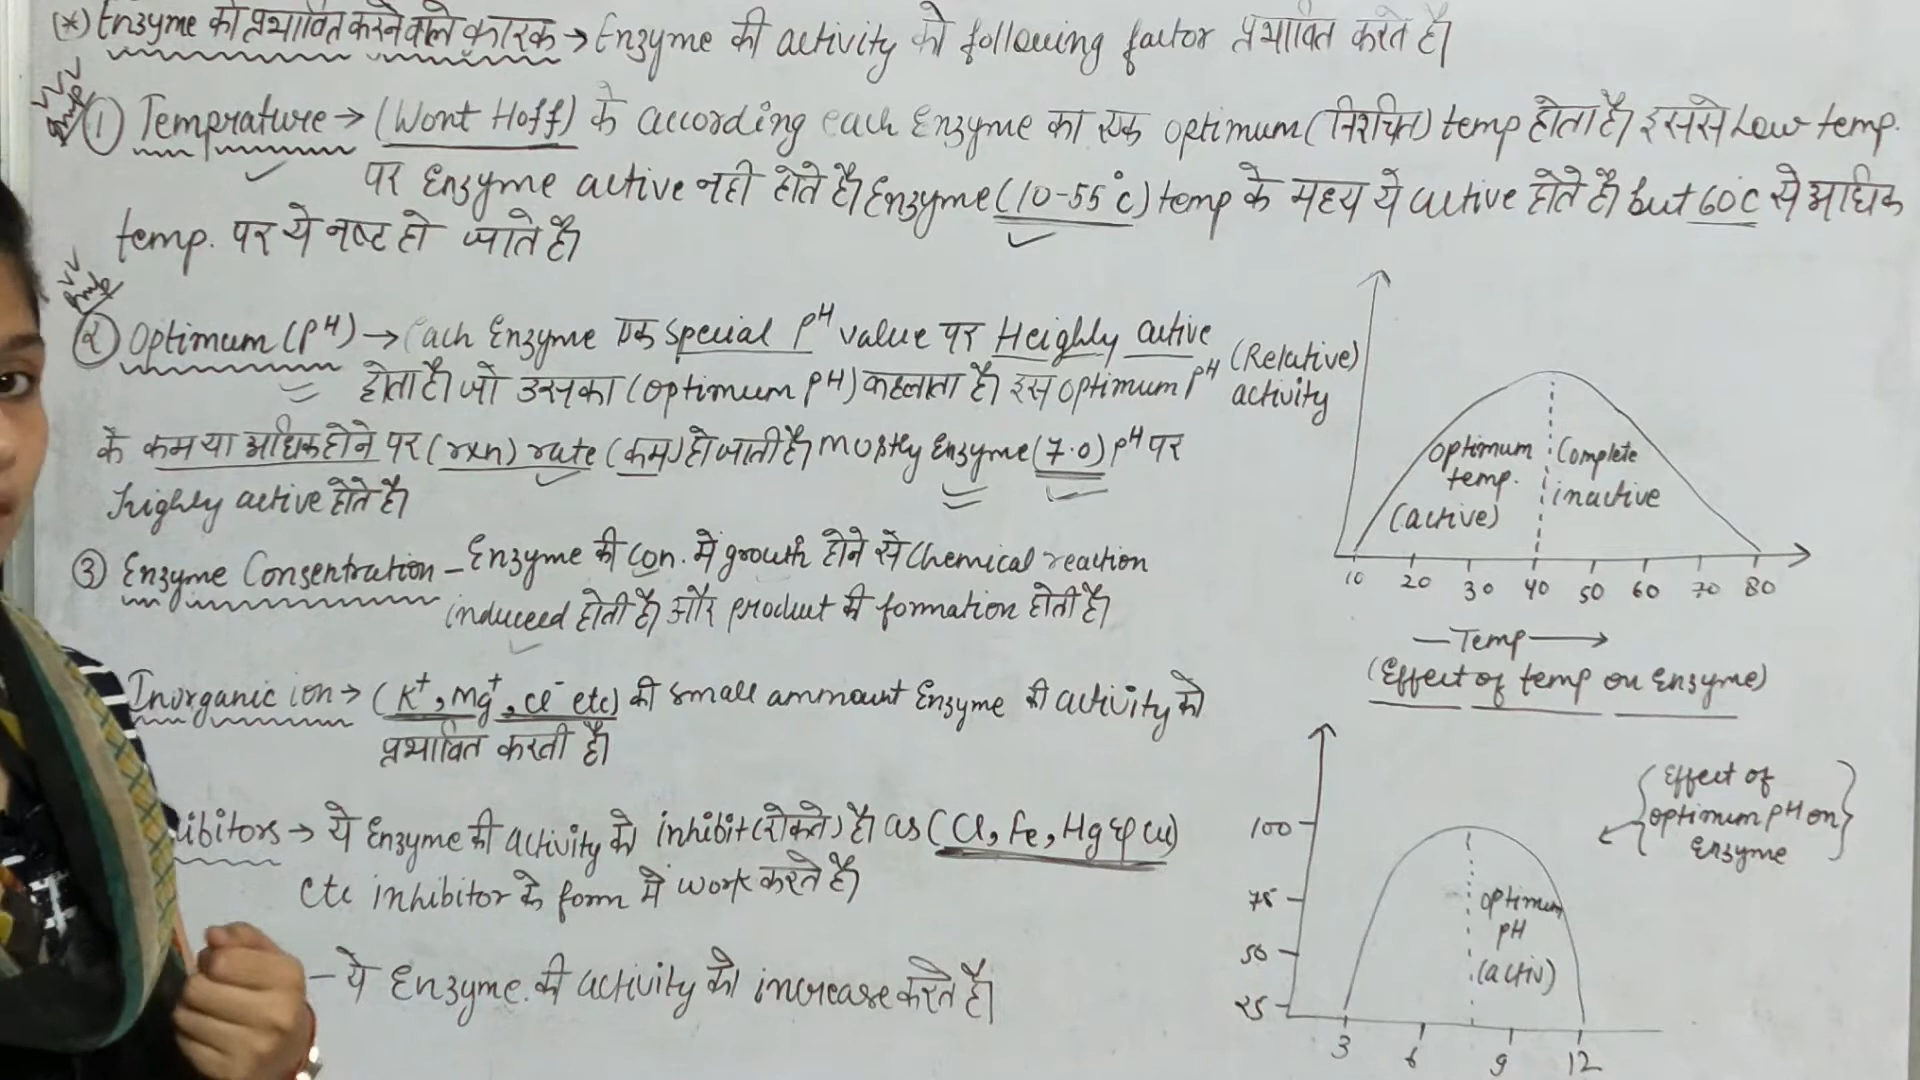 (*) Enzyme को प्रभावित करने वाले कारक → Enzyme की activity को following factor प्रभावित करते है।
① Temprature → (Wont Hoff) के according each Enzyme का एक optimum (निश्चित) temp होता है। इससे Low temp.
पर Enzyme active नही होते है। Enzyme (10-55°c) temp के मध्य ये active होते है। but 60°c से अधिक
temp. पर ये नष्ट हो जाते है।
② Optimum (pH) → Each Enzyme एक special pH value पर Heighly active
होता है। जो उसका (optimum pH) कहलाता है। इस optimum pH
के कम या अधिक होने पर (rxn) rate (कम) हो जाती है। mostly Enzyme (7.0) pH पर
highly active होते है।
③ Enzyme Consentration - Enzyme की con. मे growth होने से chemical reaction
induceed होती है। और product की formation होती है।
Inorganic ion → (K⁺, Mg⁺, Cl⁻ etc) की small ammount Enzyme की activity को
प्रभावित करती है।
ibitors → ये Enzyme की activity को inhibit (रोकते) है। as (Cl, Fe, Hg & Cu)
etc inhibitor के form मे work करते है।
- ये Enzyme की activity को increase करते है।
(Relative)
activity
optimum
temp.
(active)
Complete
inactive
10 20 30 40 50 60 70 80
— Temp →
(Effect of temp on Enzyme)
{Effect of
optimum pH on
Enzyme}
100
75
50
25
optimum
pH
(activ)
3 6 9 12